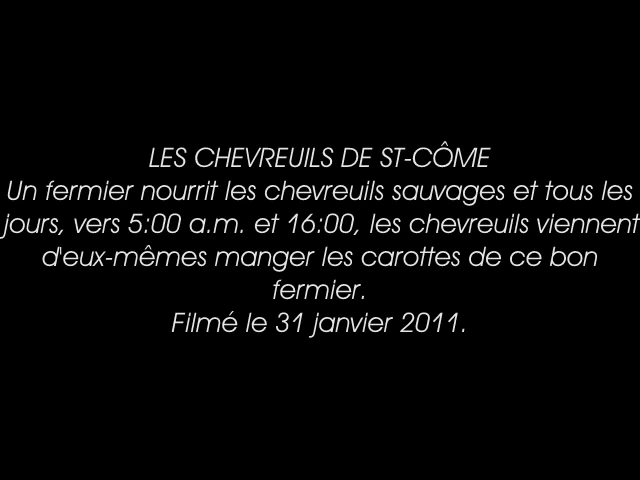 LES CHEVREUILS DE ST-CÔME
Un fermier nourrit les chevreuils sauvages et tous les
jours, vers 5:00 a.m. et 16:00, les chevreuils viennent
d'eux-mêmes manger les carottes de ce bon
fermier.
Filmé le 31 janvier 2011.